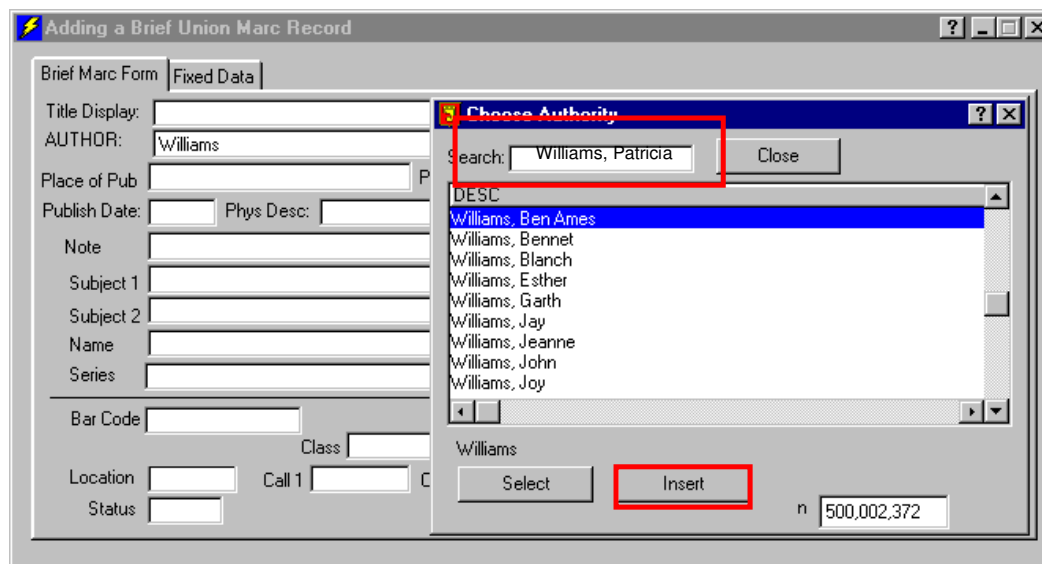 Adding a Brief Union Marc Record
Brief Marc Form Fixed Data
Title Display:
AUTHOR: Williams
Place of Pub P
Publish Date: Phys Desc:
Note
Subject 1
Subject 2
Name
Series
Bar Code
Class
Location Call 1 C
Status
Choose Authority
Search: Williams, Patricia Close
DESC
Williams, Ben Ames
Williams, Bennet
Williams, Blanch
Williams, Esther
Williams, Garth
Williams, Jay
Williams, Jeanne
Williams, John
Williams, Joy
Williams
Select Insert
n 500,002,372